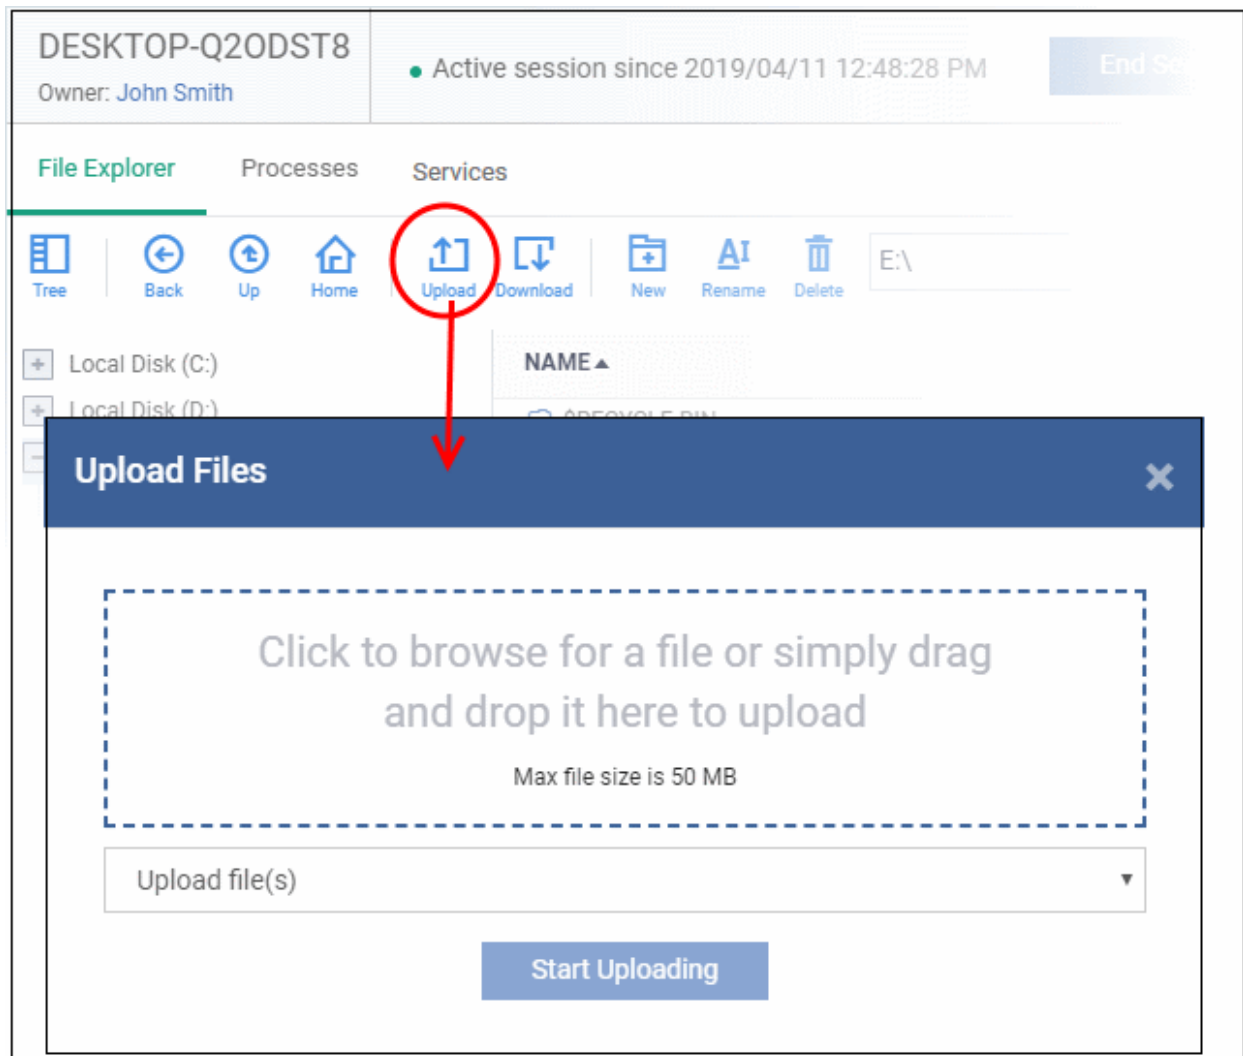 DESKTOP-Q2ODST8
Owner: John Smith
Active session since 2019/04/11 12:48:28 PM
End
File Explorer Processes Services
Tree Back Up Home Upload Download New Rename Delete E:\
Local Disk (C:)
NAME
Local Disk (D:)
$RECYCLE.BIN
Upload Files
Click to browse for a file or simply drag
and drop it here to upload
Max file size is 50 MB
Upload file(s)
Start Uploading